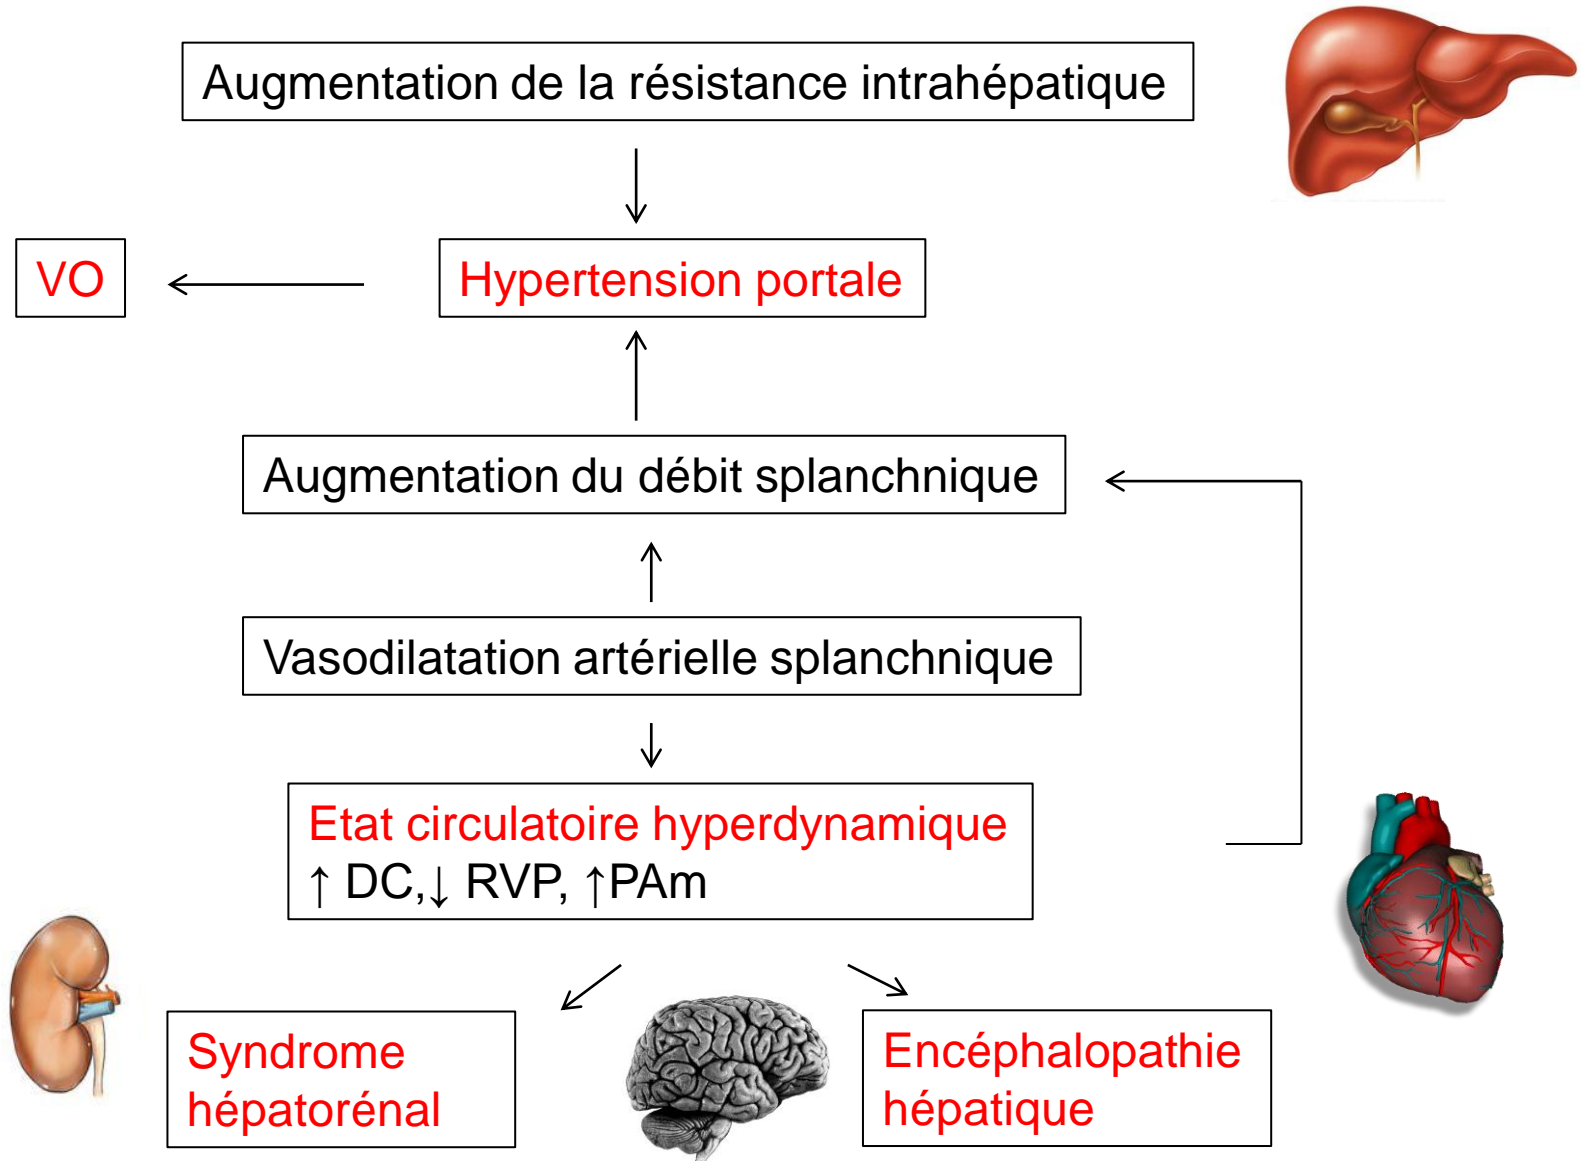 Augmentation de la résistance intrahépatique
VO
Hypertension portale
Augmentation du débit splanchnique
Vasodilatation artérielle splanchnique
Etat circulatoire hyperdynamique
↑ DC,↓ RVP, ↑PAm
Syndrome
hépatorénal
Encéphalopathie
hépatique